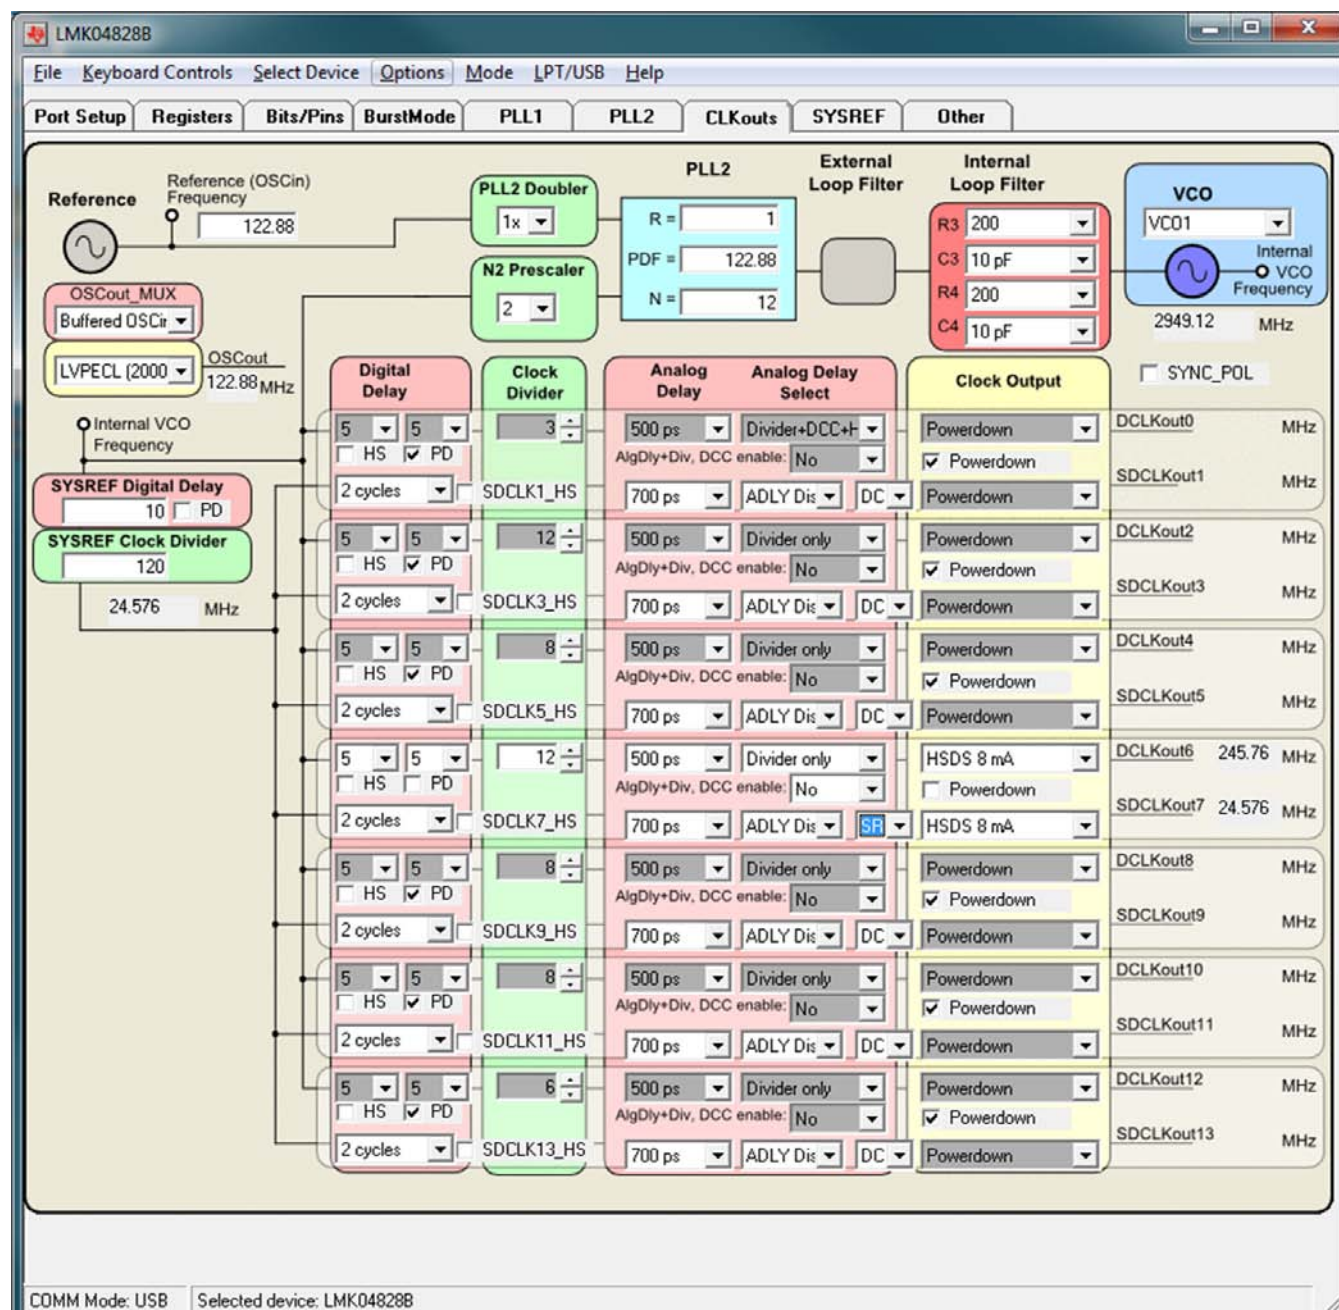 LMK04828B
File Keyboard Controls Select Device Options Mode LPT/USB Help
Port Setup Registers Bits/Pins BurstMode PLL1 PLL2 CLKouts SYSREF Other
Reference
Reference (OSCin)
Frequency
122.88
PLL2 Doubler
1x
N2 Prescaler
2
PLL2
R = 1
PDF = 122.88
N = 12
External
Loop Filter
Internal
Loop Filter
R3 200
C3 10 pF
R4 200
C4 10 pF
VCO
VCO1
Internal
VCO
Frequency
2949.12 MHz
OSCout_MUX
Buffered OSCir
LVPECL (2000
OSCout
122.88 MHz
SYNC_POL
Internal VCO
Frequency
SYSREF Digital Delay
10 PD
SYSREF Clock Divider
120
24.576 MHz
Digital
Delay
Clock
Divider
Analog
Delay
Analog Delay
Select
Clock Output
5 5 3 500 ps Divider+DCC+H Powerdown DCLKout0 MHz
HS PD AlgDly+Div, DCC enable: No Powerdown
2 cycles SDCLK1_HS 700 ps ADLY Dis DC Powerdown SDCLKout1 MHz
5 5 12 500 ps Divider only Powerdown DCLKout2 MHz
HS PD AlgDly+Div, DCC enable: No Powerdown
2 cycles SDCLK3_HS 700 ps ADLY Dis DC Powerdown SDCLKout3 MHz
5 5 8 500 ps Divider only Powerdown DCLKout4 MHz
HS PD AlgDly+Div, DCC enable: No Powerdown
2 cycles SDCLK5_HS 700 ps ADLY Dis DC Powerdown SDCLKout5 MHz
5 5 12 500 ps Divider only HSDS 8 mA DCLKout6 245.76 MHz
HS PD AlgDly+Div, DCC enable: No Powerdown
2 cycles SDCLK7_HS 700 ps ADLY Dis SR HSDS 8 mA SDCLKout7 24.576 MHz
5 5 8 500 ps Divider only Powerdown DCLKout8 MHz
HS PD AlgDly+Div, DCC enable: No Powerdown
2 cycles SDCLK9_HS 700 ps ADLY Dis DC Powerdown SDCLKout9 MHz
5 5 8 500 ps Divider only Powerdown DCLKout10 MHz
HS PD AlgDly+Div, DCC enable: No Powerdown
2 cycles SDCLK11_HS 700 ps ADLY Dis DC Powerdown SDCLKout11 MHz
5 5 6 500 ps Divider only Powerdown DCLKout12 MHz
HS PD AlgDly+Div, DCC enable: No Powerdown
2 cycles SDCLK13_HS 700 ps ADLY Dis DC Powerdown SDCLKout13 MHz
COMM Mode: USB Selected device: LMK04828B